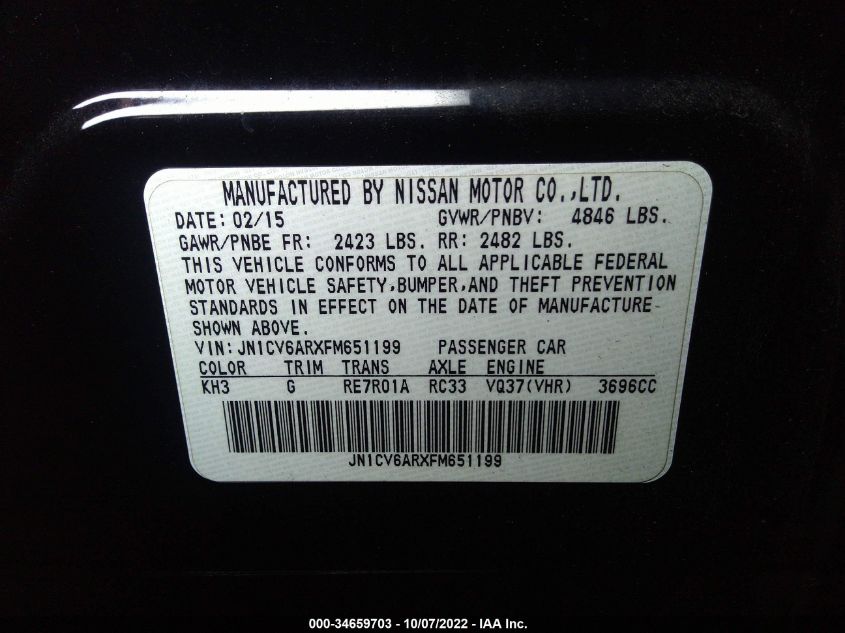 MANUFACTURED BY NISSAN MOTOR CO.,LTD.
DATE: 02/15 GVWR/PNBV: 4846 LBS.
GAWR/PNBE FR: 2423 LBS. RR: 2482 LBS.
THIS VEHICLE CONFORMS TO ALL APPLICABLE FEDERAL
MOTOR VEHICLE SAFETY,BUMPER,AND THEFT PREVENTION
STANDARDS IN EFFECT ON THE DATE OF MANUFACTURE
SHOWN ABOVE.
VIN:JN1CV6ARXFM651199 PASSENGER CAR
COLOR TRIM TRANS AXLE ENGINE
KH3 G RE7R01A RC33 VQ37(VHR) 3696CC
JN1CV6ARXFM651199
000-34659703 - 10/07/2022 - IAA Inc.